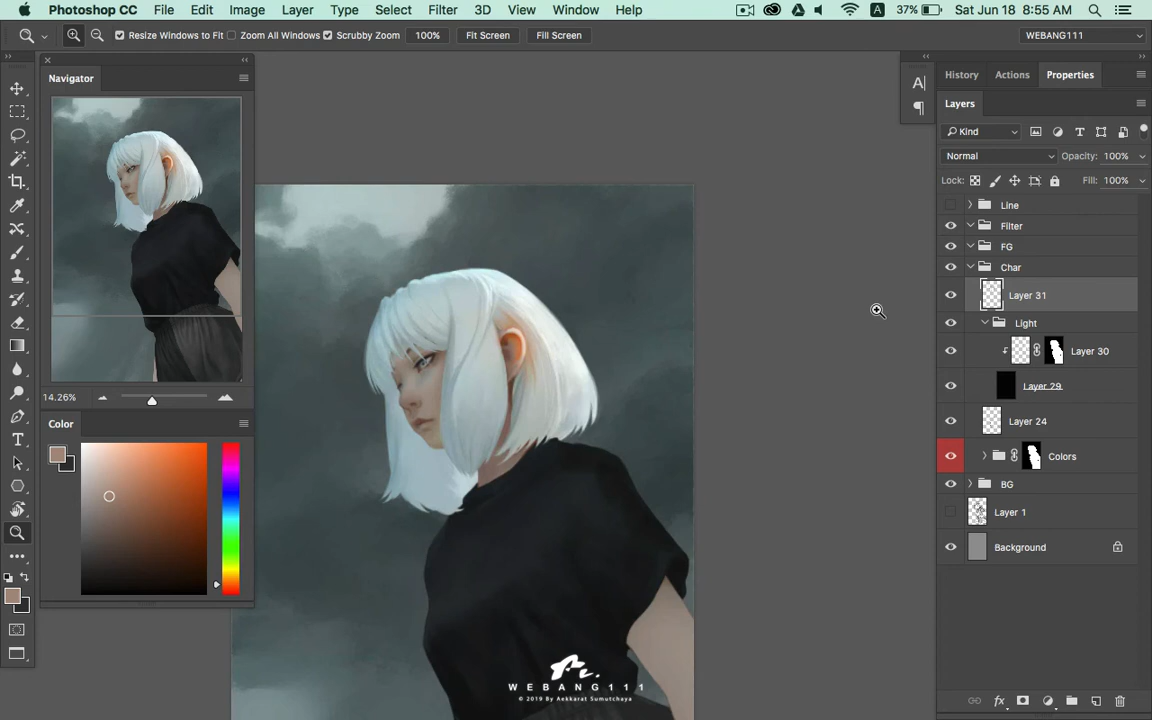 Photoshop CC File Edit Image Layer Type Select Filter 3D View Window Help A 37% Sat Jun 18 8:55 AM
Resize Windows to Fit Zoom All Windows Scrubby Zoom 100% Fit Screen Fill Screen WEBANG111
Navigator
14.26%
Color
History Actions Properties
Layers
Kind
Normal Opacity: 100%
Lock: Fill: 100%
Line
Filter
FG
Char
Layer 31
Light
Layer 30
Layer 29
Layer 24
Colors
BG
Layer 1
Background
fx
WEBANG111
© 2019 By Aekkarat Sumutchaya